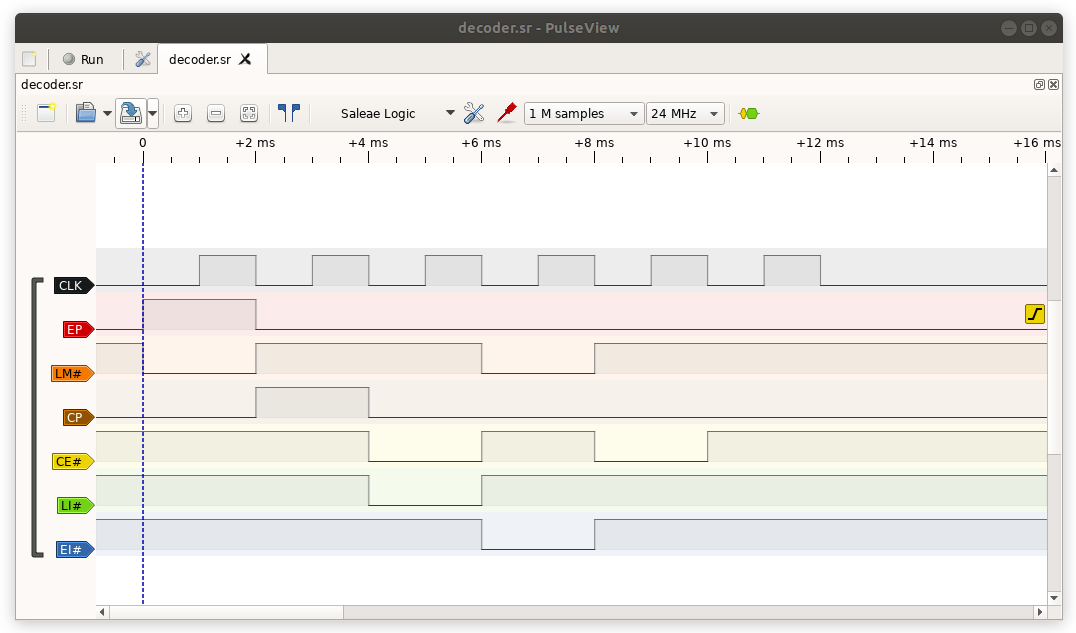 decoder.sr - PulseView
Run
decoder.sr
decoder.sr
Saleae Logic
1 M samples
24 MHz
0 +2 ms +4 ms +6 ms +8 ms +10 ms +12 ms +14 ms +16 ms
CLK
EP
LM#
CP
CE#
LI#
EI#